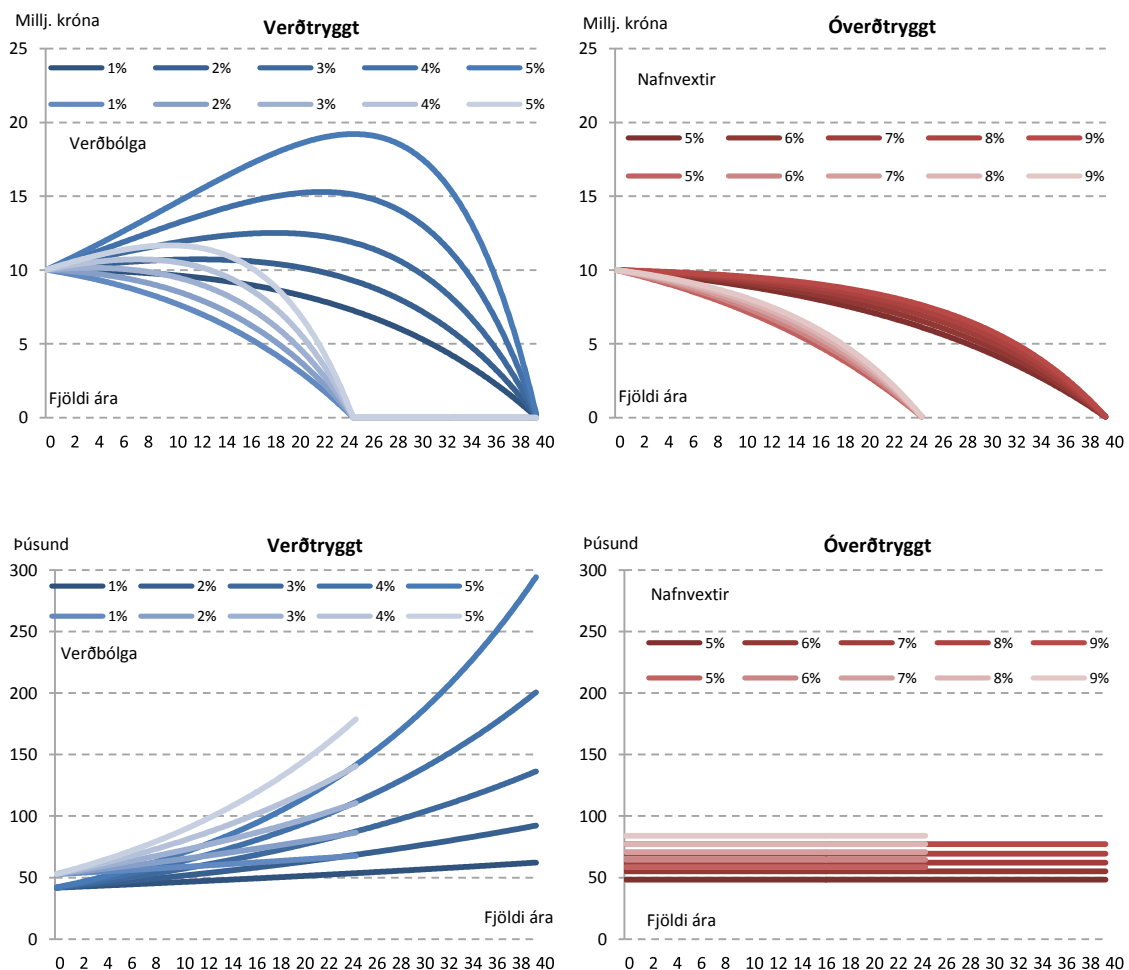 Millj. króna
Verðtryggt
25
1% 2% 3% 4% 5%
1% 2% 3% 4% 5%
20
Verðbólga
15
10
5
Fjöldi ára
0
0 2 4 6 8 10 12 14 16 18 20 22 24 26 28 30 32 34 36 38 40
Millj. króna
Óverðtryggt
25
Nafnvextir
20
5% 6% 7% 8% 9%
5% 6% 7% 8% 9%
15
10
5
Fjöldi ára
0
0 2 4 6 8 10 12 14 16 18 20 22 24 26 28 30 32 34 36 38 40
Þúsund
Verðtryggt
300
1% 2% 3% 4% 5%
1% 2% 3% 4% 5%
250
Verðbólga
200
150
100
50
Fjöldi ára
0
0 2 4 6 8 10 12 14 16 18 20 22 24 26 28 30 32 34 36 38 40
Þúsund
Óverðtryggt
300
Nafnvextir
250
5% 6% 7% 8% 9%
5% 6% 7% 8% 9%
200
150
100
50
Fjöldi ára
0
0 2 4 6 8 10 12 14 16 18 20 22 24 26 28 30 32 34 36 38 40